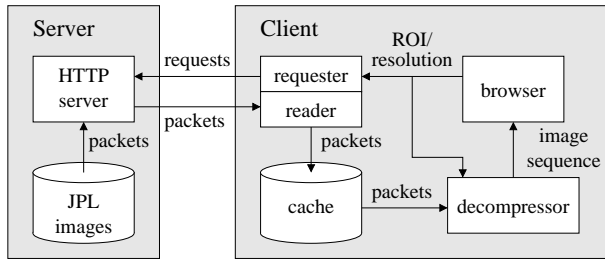 Server
Client
HTTP
server
requests
packets
requester
reader
ROI/
resolution
browser
packets
packets
image
sequence
JPL
images
cache
packets
decompressor